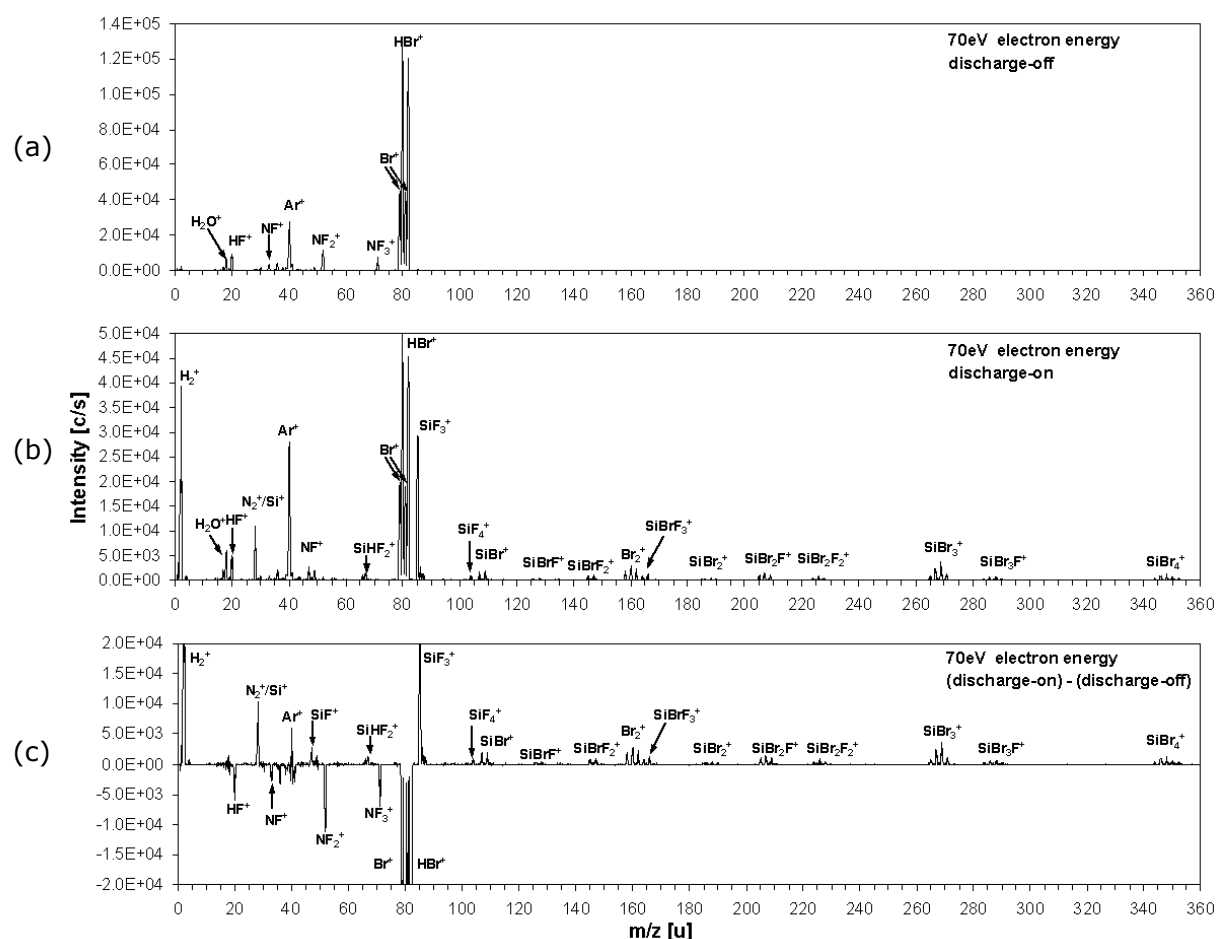 (a)
1.4E+05
1.2E+05
1.0E+05
8.0E+04
6.0E+04
4.0E+04
2.0E+04
0.0E+00
70eV electron energy
discharge-off
H₂O⁺
HF⁺
NF⁺
Ar⁺
NF₂⁺
NF₃⁺
Br⁺
HBr⁺
0 20 40 60 80 100 120 140 160 180 200 220 240 260 280 300 320 340 360
(b)
Intensity [c/s]
5.0E+04
4.5E+04
4.0E+04
3.5E+04
3.0E+04
2.5E+04
2.0E+04
1.5E+04
1.0E+04
5.0E+03
0.0E+00
70eV electron energy
discharge-on
H₂⁺
H₂O⁺
HF⁺
N₂⁺/Si⁺
Ar⁺
NF⁺
SiHF₂⁺
Br⁺
HBr⁺
SiF₃⁺
SiF₄⁺
SiBr⁺
SiBrF⁺
SiBrF₂⁺
Br₂⁺
SiBrF₃⁺
SiBr₂⁺
SiBr₂F⁺
SiBr₂F₂⁺
SiBr₃⁺
SiBr₃F⁺
SiBr₄⁺
0 20 40 60 80 100 120 140 160 180 200 220 240 260 280 300 320 340 360
(c)
2.0E+04
1.5E+04
1.0E+04
5.0E+03
0.0E+00
-5.0E+03
-1.0E+04
-1.5E+04
-2.0E+04
70eV electron energy
(discharge-on) - (discharge-off)
H₂⁺
N₂⁺/Si⁺
Ar⁺
SiF⁺
SiHF₂⁺
SiF₃⁺
SiF₄⁺
SiBr⁺
SiBrF⁺
SiBrF₂⁺
Br₂⁺
SiBrF₃⁺
SiBr₂⁺
SiBr₂F⁺
SiBr₂F₂⁺
SiBr₃⁺
SiBr₃F⁺
SiBr₄⁺
HF⁺
NF⁺
NF₂⁺
NF₃⁺
Br⁺
HBr⁺
0 20 40 60 80 100 120 140 160 180 200 220 240 260 280 300 320 340 360
m/z [u]